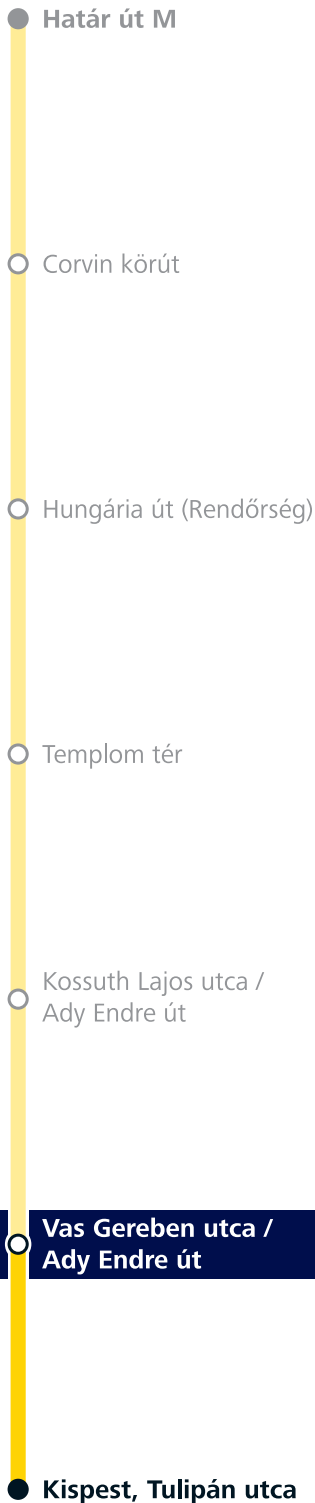 Határ út M
Corvin körút
Hungária út (Rendőrség)
Templom tér
Kossuth Lajos utca /
Ady Endre út
Vas Gereben utca /
Ady Endre út
Kispest, Tulipán utca